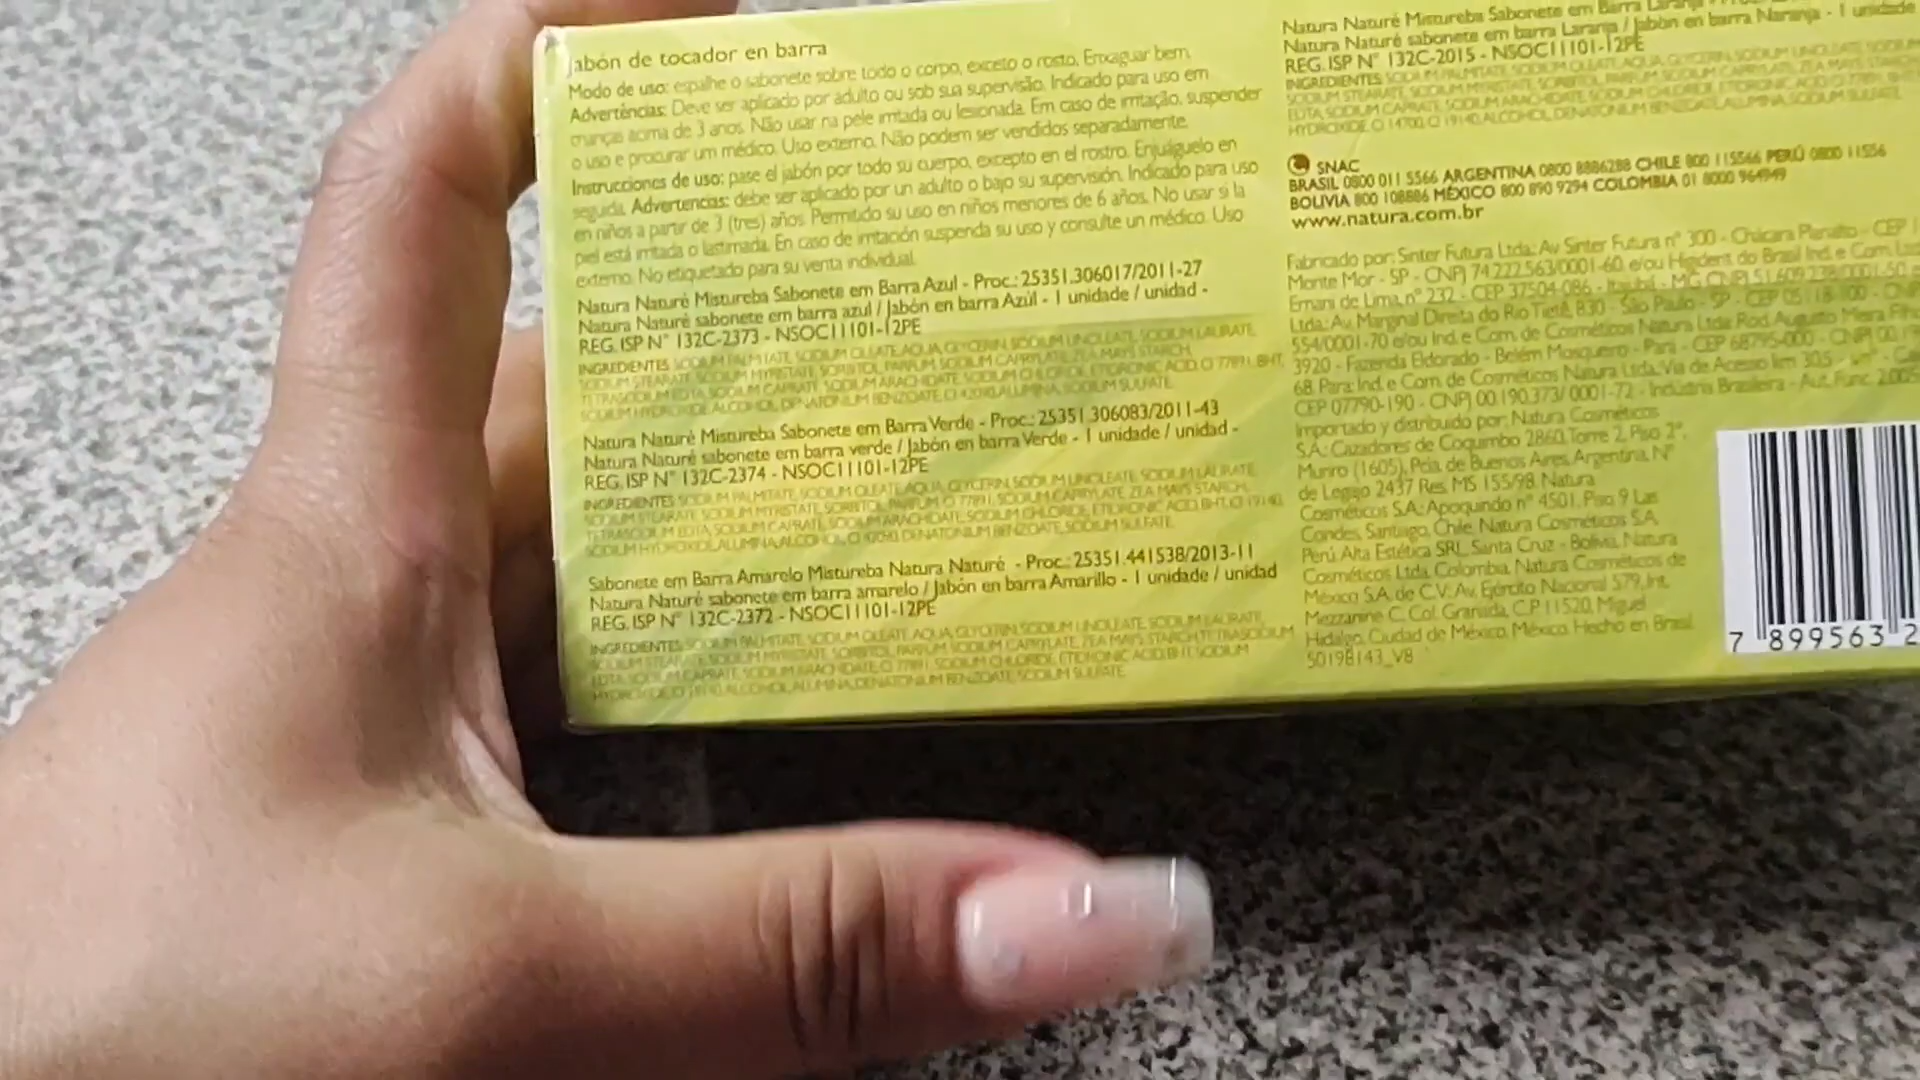 Jabón de tocador en barra
Modo de uso: espalhe o sabonete sobre todo o corpo, exceto o rosto. Enxaguar bem.
Advertências: Deve ser aplicado por adulto ou sob sua supervisão. Indicado para uso em
crianças acima de 3 anos. Não usar na pele irritada ou lesionada. Em caso de irritação, suspender
o uso e procurar um médico. Uso externo. Não podem ser vendidos separadamente.
Instrucciones de uso: pase el jabón por todo su cuerpo, excepto en el rostro. Enjuáguelo en
seguida. Advertencias: debe ser aplicado por un adulto o bajo su supervisión. Indicado para uso
en niños a partir de 3 (tres) años. Permitido su uso en niños menores de 6 años. No usar si la
piel está irritada o lastimada. En caso de irritación suspenda su uso y consulte un médico. Uso
externo. No etiquetado para su venta individual.
Natura Naturé Mistureba Sabonete em Barra Azul - Proc.: 25351.306017/2011-27
Natura Naturé sabonete em barra azul / Jabón en barra Azúl - 1 unidade / unidad -
REG. ISP N° 132C-2373 - NSOC11101-12PE
INGREDIENTES SODIUM PALMITATE, SODIUM OLEATE, AQUA, GLYCERIN, SODIUM LINOLEATE, SODIUM LAURATE,
SODIUM STEARATE, SODIUM MYRISTATE, SORBITOL, PARFUM, SODIUM CAPRYLATE, ZEA MAYS STARCH,
TETRASODIUM EDTA, SODIUM CAPRATE, SODIUM ARACHIDATE, SODIUM CHLORIDE, ETIDRONIC ACID, CI 77891, BHT,
SODIUM HYDROXIDE, ALCOHOL, DENATONIUM BENZOATE, CI 42090, ALUMINA, SODIUM SULFATE.
Natura Naturé Mistureba Sabonete em Barra Verde - Proc.: 25351.306083/2011-43
Natura Naturé sabonete em barra verde / Jabón en barra Verde - 1 unidade / unidad -
REG. ISP N° 132C-2374 - NSOC11101-12PE
INGREDIENTES SODIUM PALMITATE, SODIUM OLEATE, AQUA, GLYCERIN, SODIUM LINOLEATE, SODIUM LAURATE,
SODIUM STEARATE, SODIUM MYRISTATE, SORBITOL, PARFUM, CI 77891, SODIUM CAPRYLATE, ZEA MAYS STARCH,
TETRASODIUM EDTA, SODIUM CAPRATE, SODIUM ARACHIDATE, SODIUM CHLORIDE, ETIDRONIC ACID, BHT, CI 19140,
SODIUM HYDROXIDE, ALUMINA, ALCOHOL, CI 42090, DENATONIUM BENZOATE, SODIUM SULFATE.
Sabonete em Barra Amarelo Mistureba Natura Naturé - Proc.: 25351.441538/2013-11
Natura Naturé sabonete em barra amarelo / Jabón en barra Amarillo - 1 unidade / unidad
REG. ISP N° 132C-2372 - NSOC11101-12PE
INGREDIENTES SODIUM PALMITATE, SODIUM OLEATE, AQUA, GLYCERIN, SODIUM LINOLEATE, SODIUM LAURATE,
SODIUM STEARATE, SODIUM MYRISTATE, SORBITOL, PARFUM, SODIUM CAPRYLATE, ZEA MAYS STARCH, TETRASODIUM
EDTA, SODIUM CAPRATE, SODIUM ARACHIDATE, CI 77891, SODIUM CHLORIDE, ETIDRONIC ACID, BHT, SODIUM
HYDROXIDE, CI 19140, ALCOHOL, ALUMINA, DENATONIUM BENZOATE, SODIUM SULFATE.
Natura Naturé Mistureba Sabonete em Barra Laranja
Natura Naturé sabonete em barra Laranja / Jabón en barra Naranja - 1 unidade
REG. ISP N° 132C-2015 - NSOC11101-12PE
INGREDIENTES SODIUM PALMITATE, SODIUM OLEATE, AQUA, GLYCERIN, SODIUM LINOLEATE, SODIUM
SODIUM STEARATE, SODIUM MYRISTATE, SORBITOL, PARFUM, SODIUM CAPRYLATE, ZEA MAYS STARCH
EDTA, SODIUM CAPRATE, SODIUM ARACHIDATE, SODIUM CHLORIDE, ETIDRONIC ACID, CI 77891, BHT,
HYDROXIDE, CI 14700, CI 19140, ALCOHOL, DENATONIUM BENZOATE, ALUMINA, SODIUM SULFATE.
SNAC
BRASIL 0800 011 5566 ARGENTINA 0800 8886288 CHILE 800 115566 PERÚ 0800 11556
BOLIVIA 800 108886 MÉXICO 800 890 9294 COLOMBIA 01 8000 964949
www.natura.com.br
Fabricado por: Sinter Futura Ltda: Av Sinter Futura n° 300 - Chácara Planalto - CEP
Monte Mor - SP - CNPJ 74.222.563/0001-60 e/ou Higident do Brasil Ind. e Com.
Ernani de Lima, n° 232 - CEP 37504-086 - Itajubá - MG CNPJ 51.609.238/0001-50
Ltda: Av. Marginal Direita do Rio Tietê, 830 - São Paulo - SP - CEP 05118-100
554/0001-70 e/ou Ind. e Com. de Cosméticos Natura Ltda: Rod. Augusto Meira Filho
3920 - Fazenda Eldorado - Belém Mosqueiro - Pará - CEP 68795-000 - CNPJ 00.
68. Para: Ind. e Com. de Cosméticos Natura Ltda: Via de Acesso km 30,5
CEP 07790-190 - CNPJ 00.190.373/0001-72 - Indústria Brasileira - Aut. Func. 2.00
Importado y distribuido por: Natura Cosméticos
S.A.: Cazadores de Coquimbo 2860, Torre 2, Piso 2°,
Munro (1605), Pcia. de Buenos Aires, Argentina, N°
de Legajo 2437 Res. MS 155/98. Natura
Cosméticos S.A.: Apoquindo n° 4501, Piso 9 Las
Condes, Santiago, Chile. Natura Cosméticos S.A.
Perú. Alta Estética SRL, Santa Cruz - Bolivia. Natura
Cosméticos Ltda, Colombia. Natura Cosméticos de
México S.A. de C.V.: Av. Ejército Nacional 579, Int.
Mezzanine C, Col. Granada, C.P. 11520, Miguel
Hidalgo, Ciudad de México, México. Hecho en Brasil.
50198143_V8
7 899563 2